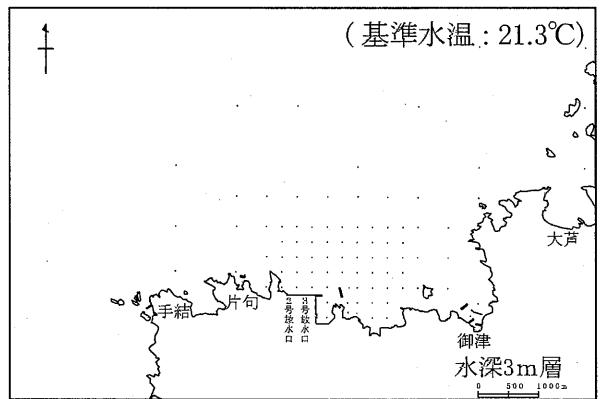 (基準水温：21.3℃)
大芦
手結
片句
2号放水口
3号放水口
御津
水深3m層
0 500 1000m